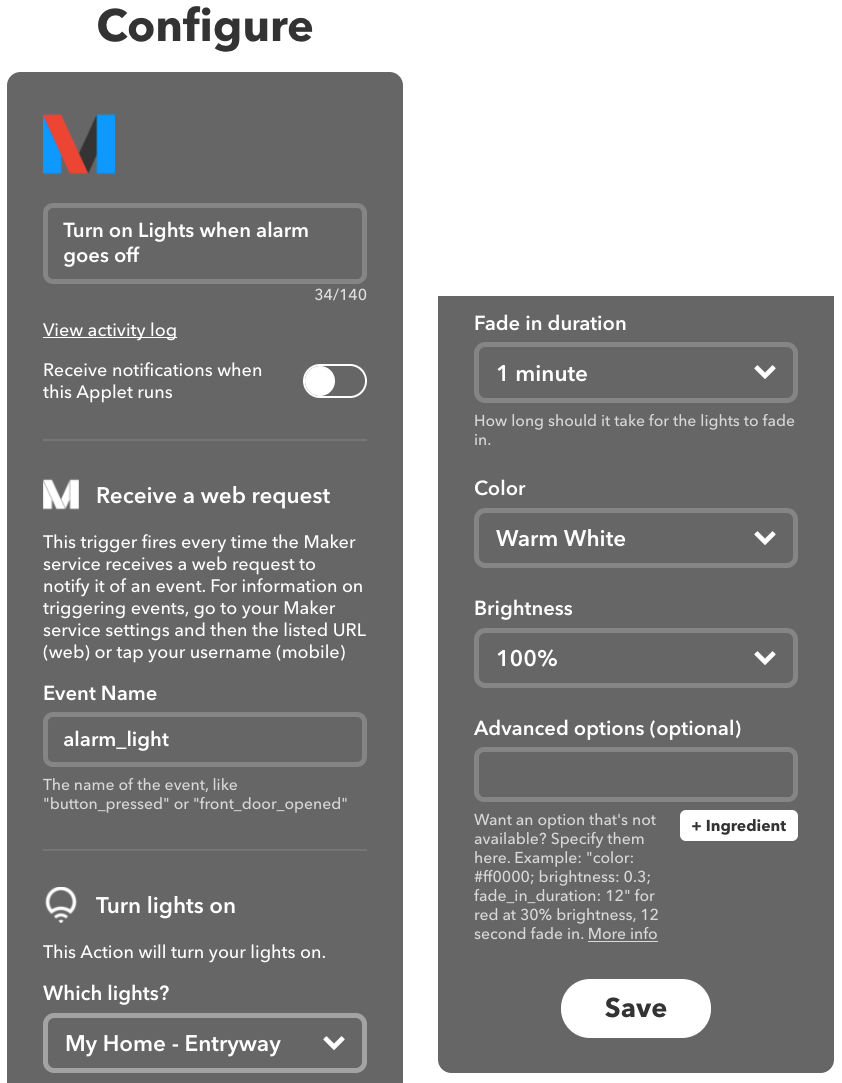 Configure
Turn on Lights when alarm
goes off
34/140
View activity log
Receive notifications when
this Applet runs
Receive a web request
This trigger fires every time the Maker
service receives a web request to
notify it of an event. For information on
triggering events, go to your Maker
service settings and then the listed URL
(web) or tap your username (mobile)
Event Name
alarm_light
The name of the event, like
"button_pressed" or "front_door_opened"
Turn lights on
This Action will turn your lights on.
Which lights?
My Home - Entryway
Fade in duration
1 minute
How long should it take for the lights to fade
in.
Color
Warm White
Brightness
100%
Advanced options (optional)
Want an option that's not
available? Specify them
here. Example: "color:
#ff0000; brightness: 0.3;
fade_in_duration: 12" for
red at 30% brightness, 12
second fade in. More info
+ Ingredient
Save